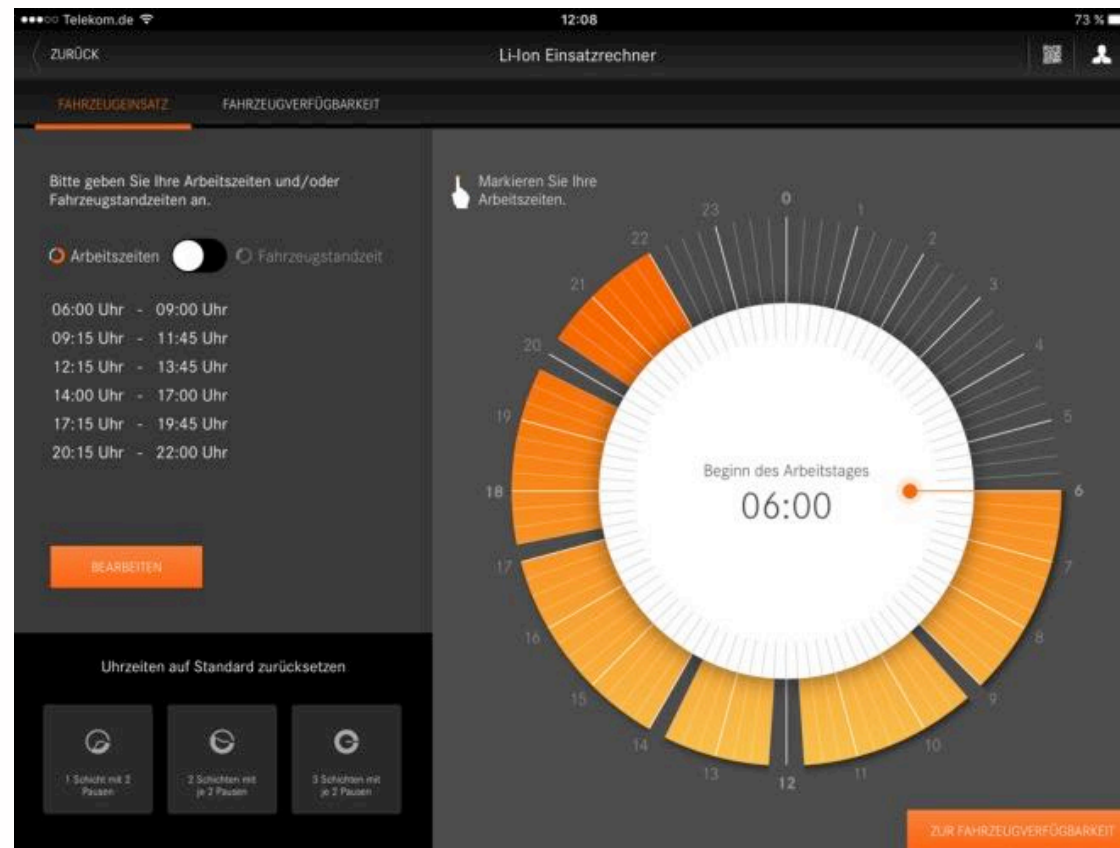 Telekom.de
12:08
73 %
ZURÜCK
Li-Ion Einsatzrechner
FAHRZEUGEINSATZ
FAHRZEUGVERFÜGBARKEIT
Bitte geben Sie Ihre Arbeitszeiten und/oder
Fahrzeugstandzeiten an.
Arbeitszeiten
Fahrzeugstandzeit
06:00 Uhr - 09:00 Uhr
09:15 Uhr - 11:45 Uhr
12:15 Uhr - 13:45 Uhr
14:00 Uhr - 17:00 Uhr
17:15 Uhr - 19:45 Uhr
20:15 Uhr - 22:00 Uhr
BEARBEITEN
Uhrzeiten auf Standard zurücksetzen
1 Schicht mit 2
Pausen
2 Schichten mit
je 2 Pausen
3 Schichten mit
je 2 Pausen
Markieren Sie Ihre
Arbeitszeiten.
0
1
2
3
4
5
6
7
8
9
10
11
12
13
14
15
16
17
18
19
20
21
22
23
Beginn des Arbeitstages
06:00
ZUR FAHRZEUGVERFÜGBARKEIT